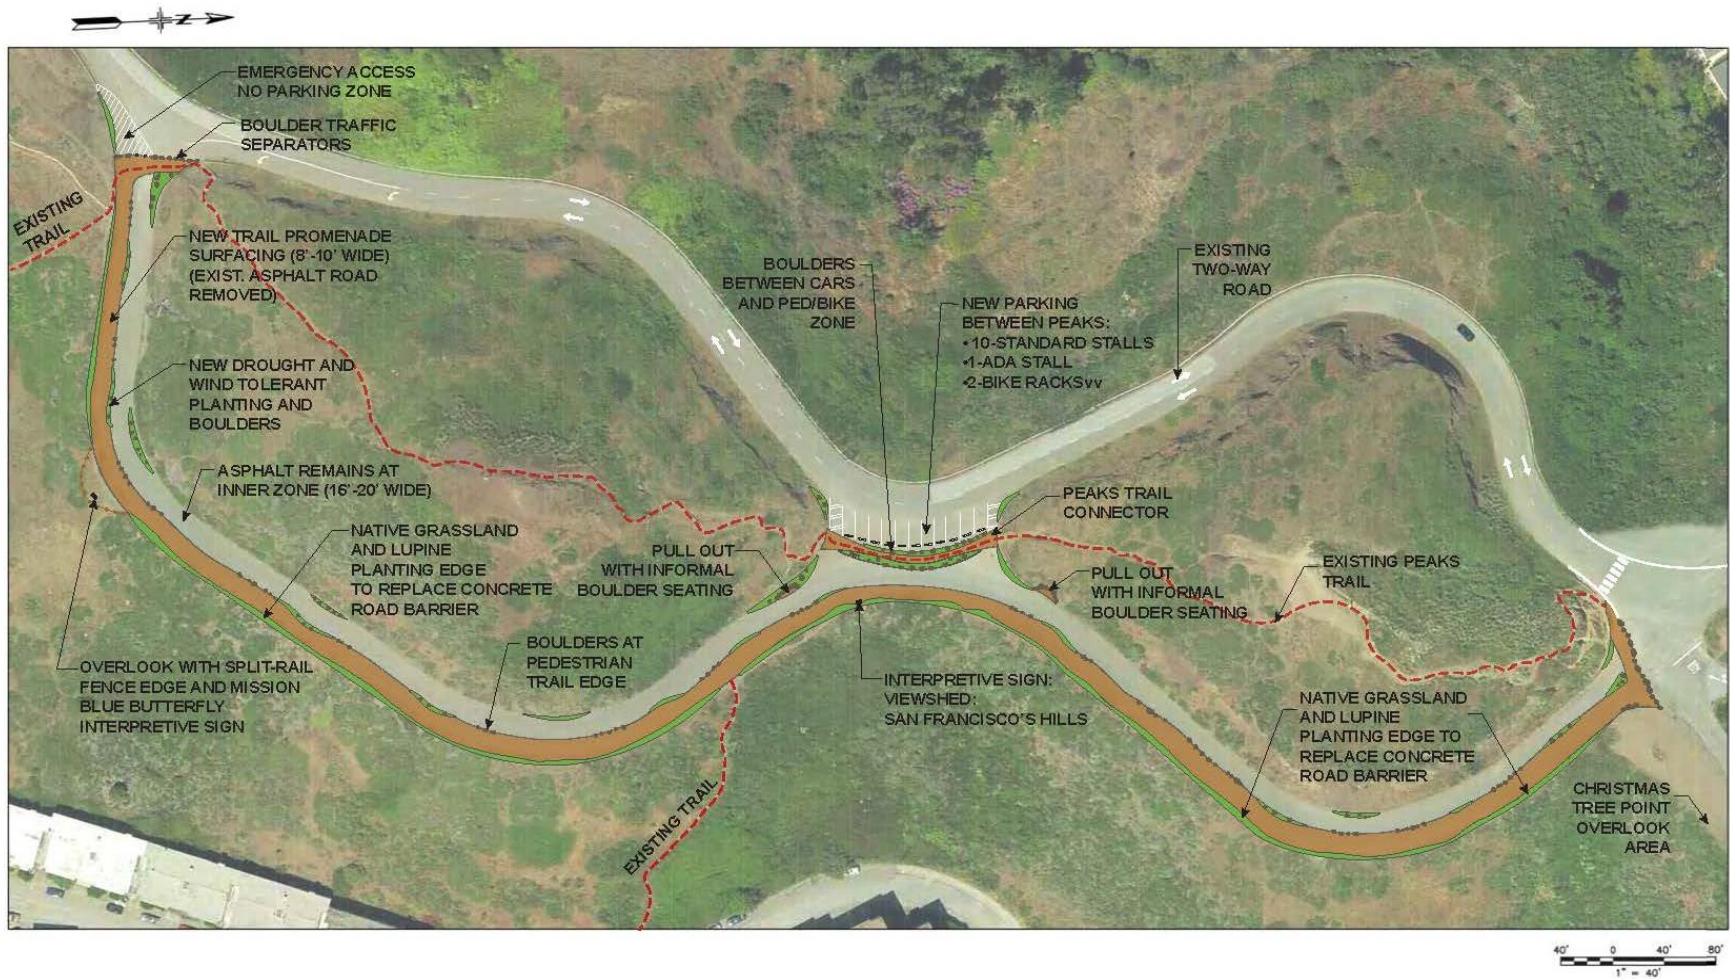 Z
EMERGENCY ACCESS
NO PARKING ZONE
BOULDER TRAFFIC
SEPARATORS
EXISTING
TRAIL
NEW TRAIL PROMENADE
SURFACING (8'-10' WIDE)
(EXIST. ASPHALT ROAD
REMOVED)
BOULDERS
BETWEEN CARS
AND PED/BIKE
ZONE
NEW PARKING
BETWEEN PEAKS:
•10-STANDARD STALLS
•1-ADA STALL
•2-BIKE RACKSvv
EXISTING
TWO-WAY
ROAD
NEW DROUGHT AND
WIND TOLERANT
PLANTING AND
BOULDERS
ASPHALT REMAINS AT
INNER ZONE (16'-20' WIDE)
NATIVE GRASSLAND
AND LUPINE
PLANTING EDGE
TO REPLACE CONCRETE
ROAD BARRIER
PULL OUT
WITH INFORMAL
BOULDER SEATING
PEAKS TRAIL
CONNECTOR
PULL OUT
WITH INFORMAL
BOULDER SEATING
EXISTING PEAKS
TRAIL
OVERLOOK WITH SPLIT-RAIL
FENCE EDGE AND MISSION
BLUE BUTTERFLY
INTERPRETIVE SIGN
BOULDERS AT
PEDESTRIAN
TRAIL EDGE
INTERPRETIVE SIGN:
VIEWSHED:
SAN FRANCISCO'S HILLS
NATIVE GRASSLAND
AND LUPINE
PLANTING EDGE TO
REPLACE CONCRETE
ROAD BARRIER
EXISTING TRAIL
CHRISTMAS
TREE POINT
OVERLOOK
AREA
40' 0 40' 80'
1" = 40'